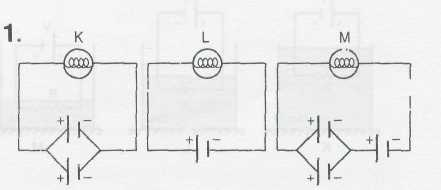 1.
K L M
+ - + - + -
+ - + -
+ - + -